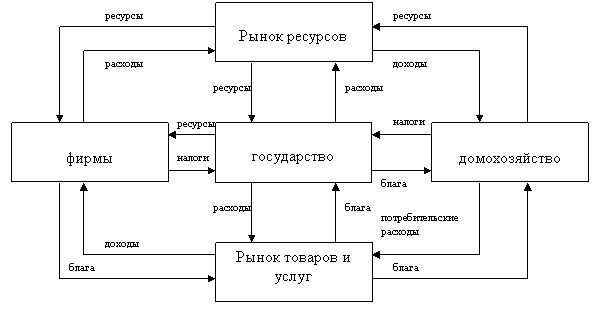 ресурсы
ресурсы
Рынок ресурсов
расходы
доходы
ресурсы
расходы
ресурсы
налоги
фирмы
государство
домохозяйство
налоги
блага
расходы
блага
потребительские
расходы
доходы
Рынок товаров и
услуг
блага
блага